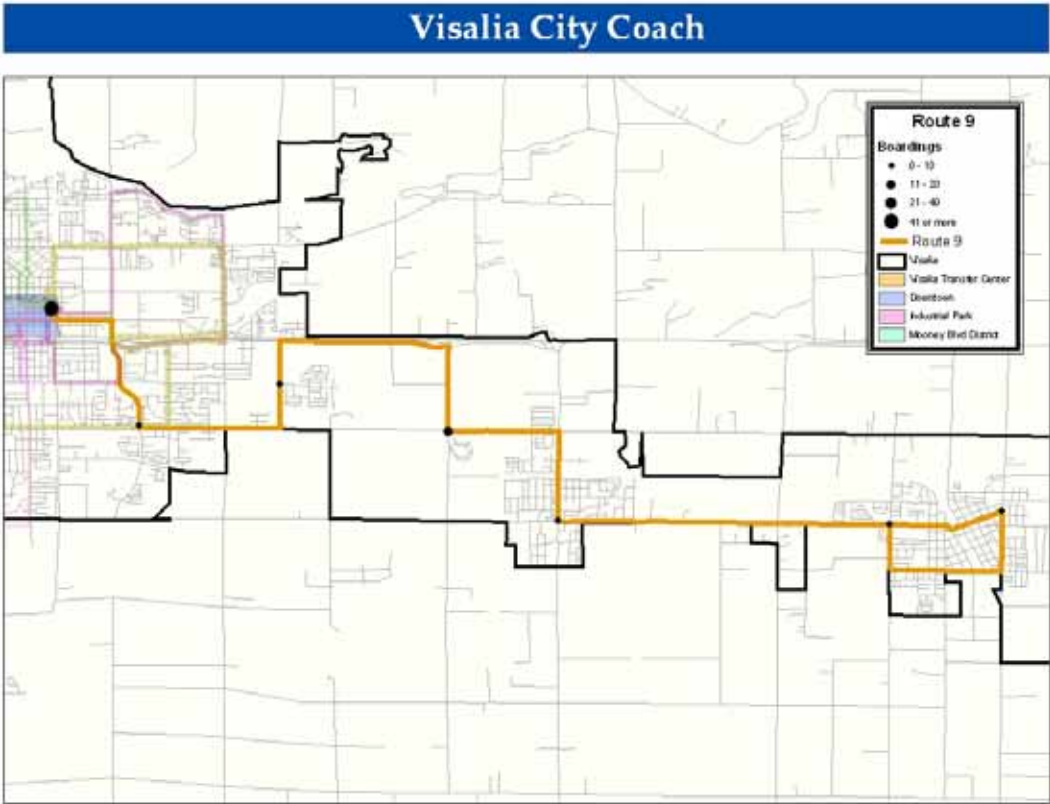 Visalia City Coach
Route 9
Boardings
0 - 10
11 - 20
21 - 40
41 or more
Route 9
Visalia
Visalia Transfer Center
Downtown
Industrial Park
Mooney Blvd District